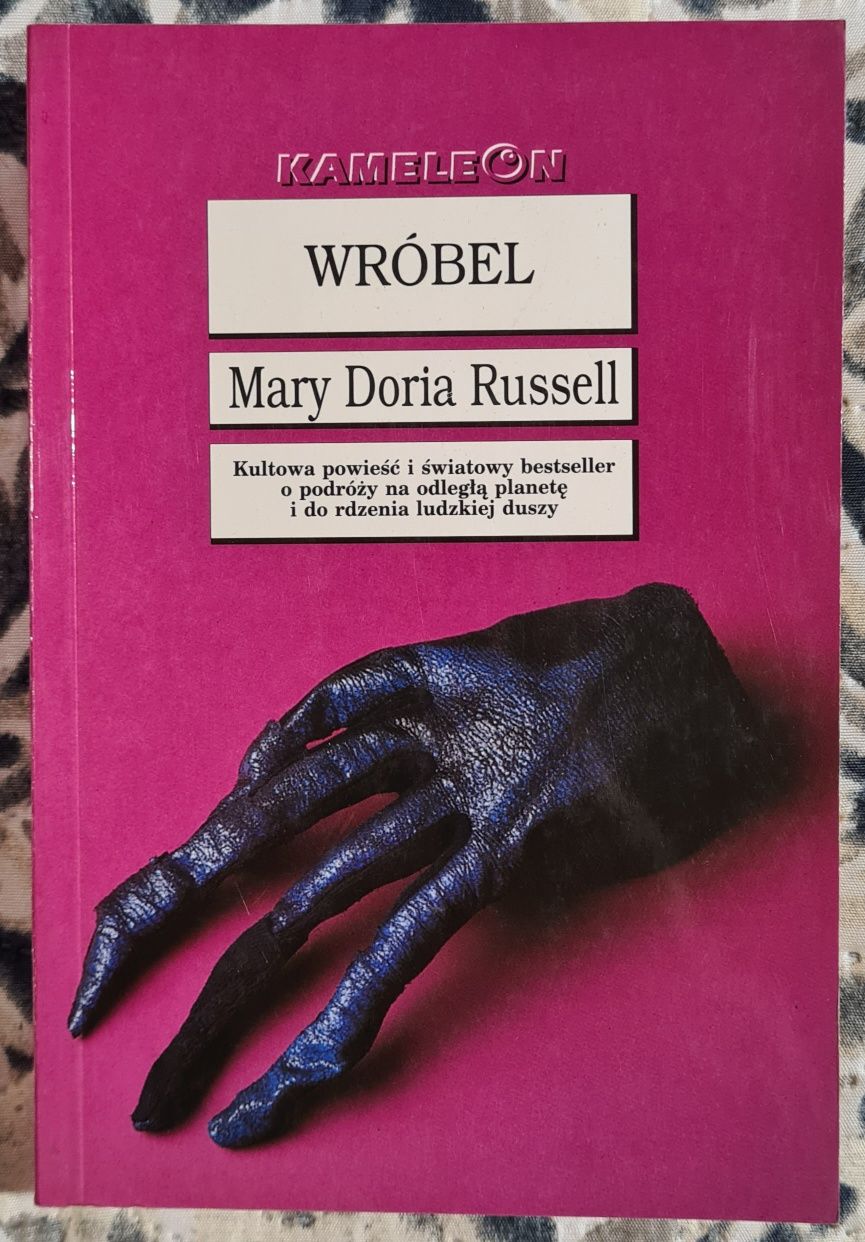 KAMELEON
WRÓBEL
Mary Doria Russell
Kultowa powieść i światowy bestseller
o podróży na odległą planetę
i do rdzenia ludzkiej duszy